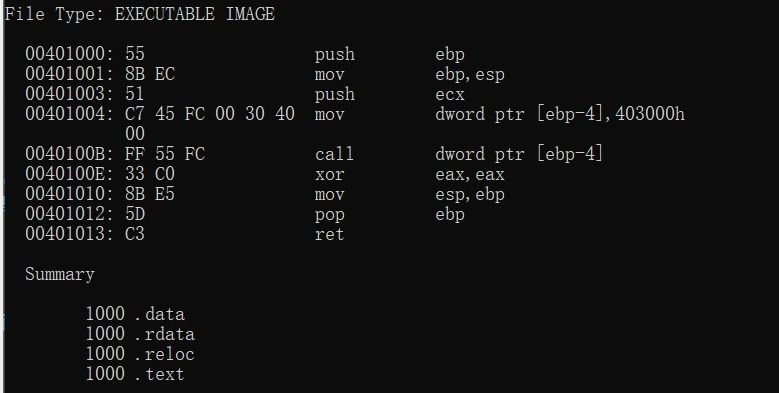 File Type: EXECUTABLE IMAGE
00401000: 55 push ebp
00401001: 8B EC mov ebp,esp
00401003: 51 push ecx
00401004: C7 45 FC 00 30 40 mov dword ptr [ebp-4],403000h
00
0040100B: FF 55 FC call dword ptr [ebp-4]
0040100E: 33 C0 xor eax,eax
00401010: 8B E5 mov esp,ebp
00401012: 5D pop ebp
00401013: C3 ret
Summary
1000 .data
1000 .rdata
1000 .reloc
1000 .text